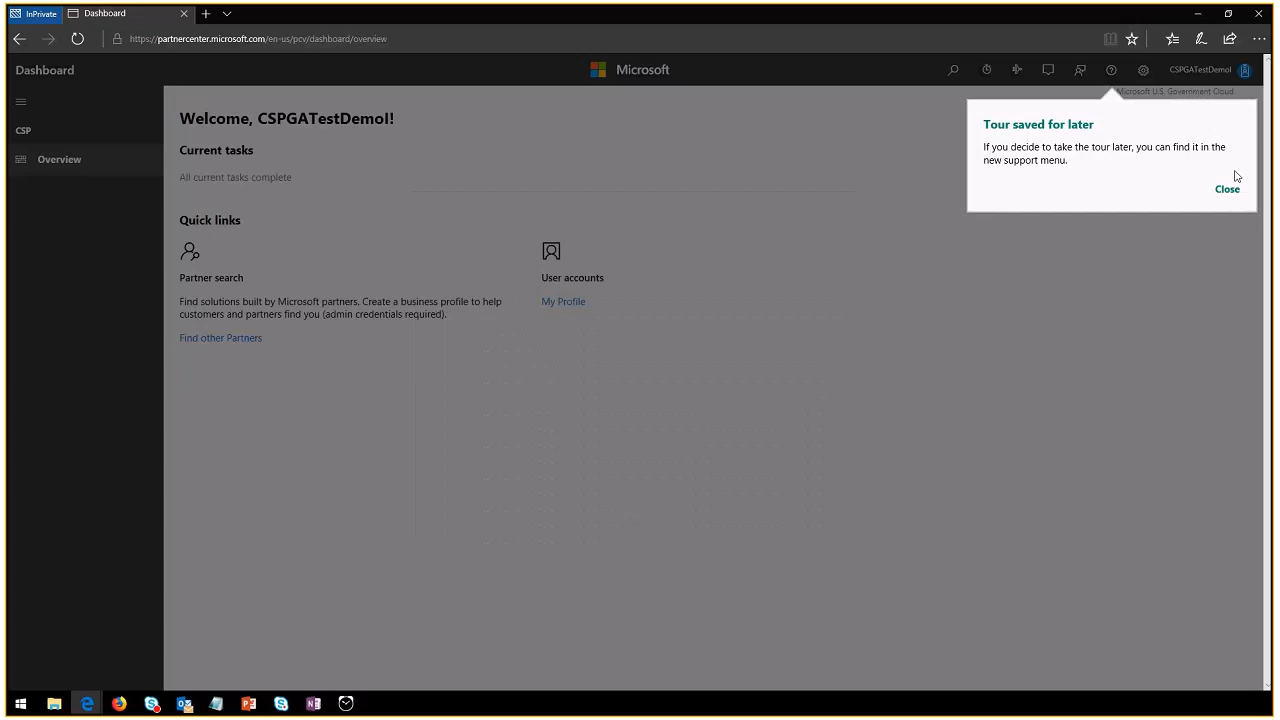 InPrivate
Dashboard
https://partnercenter.microsoft.com/en-us/pcv/dashboard/overview
Dashboard
Microsoft
CSPGATestDemoI
Microsoft U.S. Government Cloud
CSP
Overview
Welcome, CSPGATestDemoI!
Current tasks
All current tasks complete
Quick links
Partner search
Find solutions built by Microsoft partners. Create a business profile to help
customers and partners find you (admin credentials required).
Find other Partners
User accounts
My Profile
Tour saved for later
If you decide to take the tour later, you can find it in the
new support menu.
Close